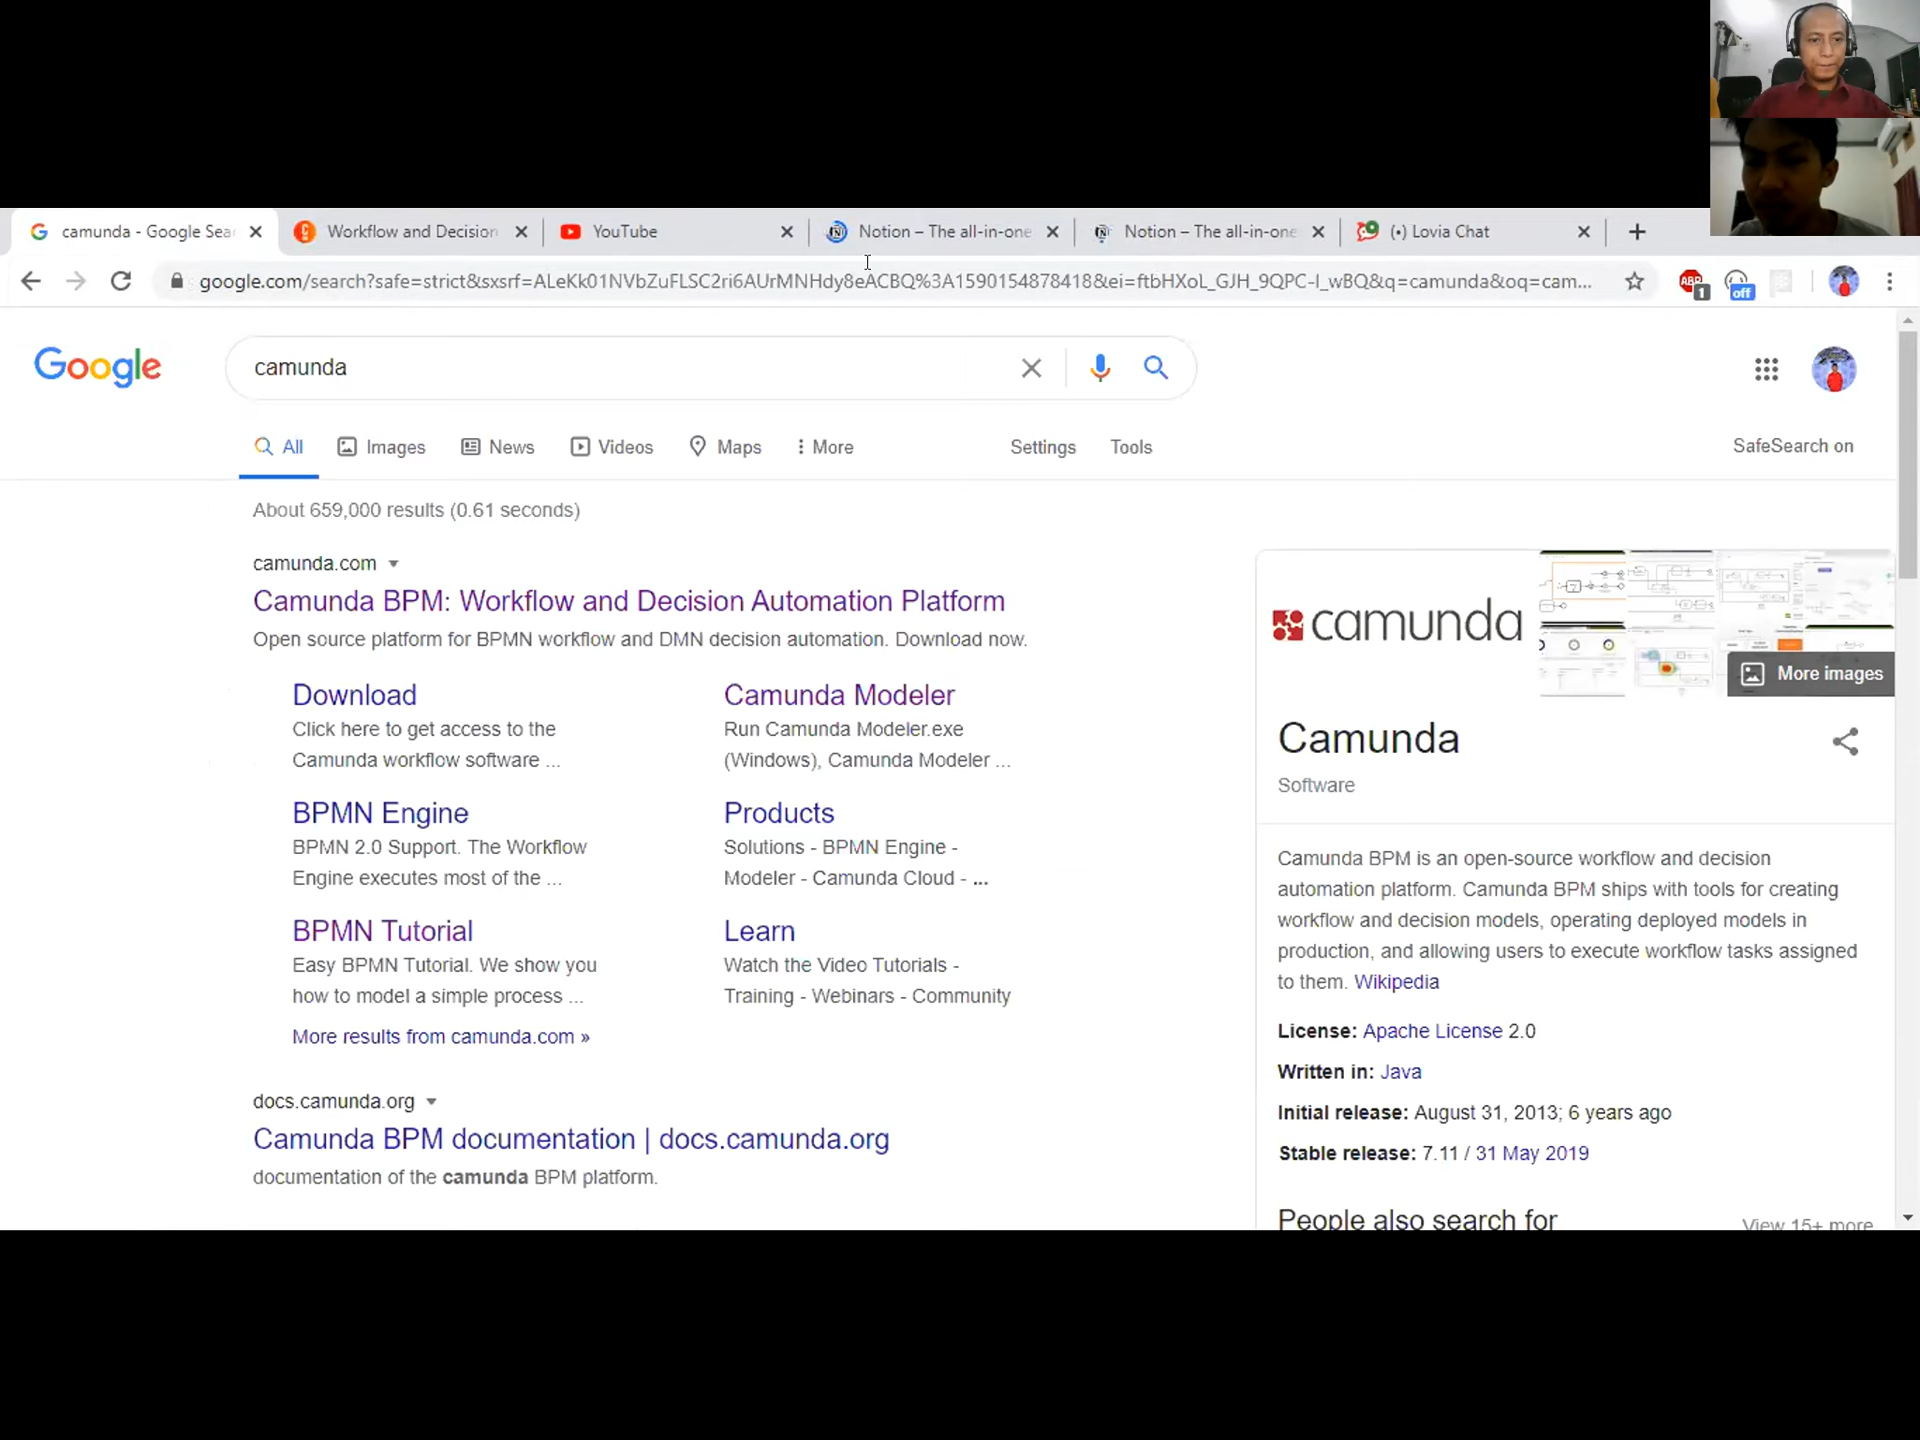 camunda - Google Sea
Workflow and Decision
YouTube
Notion – The all-in-one
Notion – The all-in-one
(•) Lovia Chat
google.com/search?safe=strict&sxsrf=ALeKk01NVbZuFLSC2ri6AUrMNHdy8eACBQ%3A1590154878418&ei=ftbHXoL_GJH_9QPC-I_wBQ&q=camunda&oq=cam...
ABP
1
off
Google
camunda
All
Images
News
Videos
Maps
More
Settings
Tools
SafeSearch on
About 659,000 results (0.61 seconds)
camunda.com
Camunda BPM: Workflow and Decision Automation Platform
Open source platform for BPMN workflow and DMN decision automation. Download now.
Download
Click here to get access to the
Camunda workflow software ...
Camunda Modeler
Run Camunda Modeler.exe
(Windows), Camunda Modeler ...
BPMN Engine
BPMN 2.0 Support. The Workflow
Engine executes most of the ...
Products
Solutions - BPMN Engine -
Modeler - Camunda Cloud - ...
BPMN Tutorial
Easy BPMN Tutorial. We show you
how to model a simple process ...
Learn
Watch the Video Tutorials -
Training - Webinars - Community
More results from camunda.com »
docs.camunda.org
Camunda BPM documentation | docs.camunda.org
documentation of the camunda BPM platform.
camunda
More images
Camunda
Software
Camunda BPM is an open-source workflow and decision
automation platform. Camunda BPM ships with tools for creating
workflow and decision models, operating deployed models in
production, and allowing users to execute workflow tasks assigned
to them. Wikipedia
License: Apache License 2.0
Written in: Java
Initial release: August 31, 2013; 6 years ago
Stable release: 7.11 / 31 May 2019
People also search for
View 15+ more